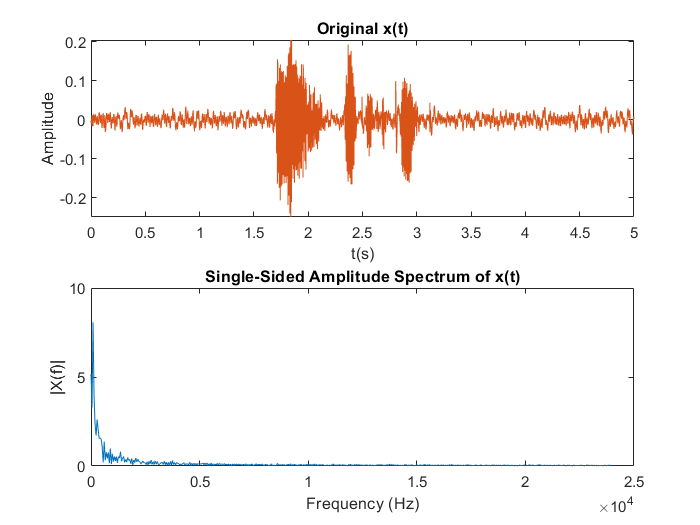 Original x(t)
0.2
0.1
0
-0.1
-0.2
Amplitude
0 0.5 1 1.5 2 2.5 3 3.5 4 4.5 5
t(s)
Single-Sided Amplitude Spectrum of x(t)
10
5
0
|X(f)|
0 0.5 1 1.5 2 2.5
Frequency (Hz)
×10⁴